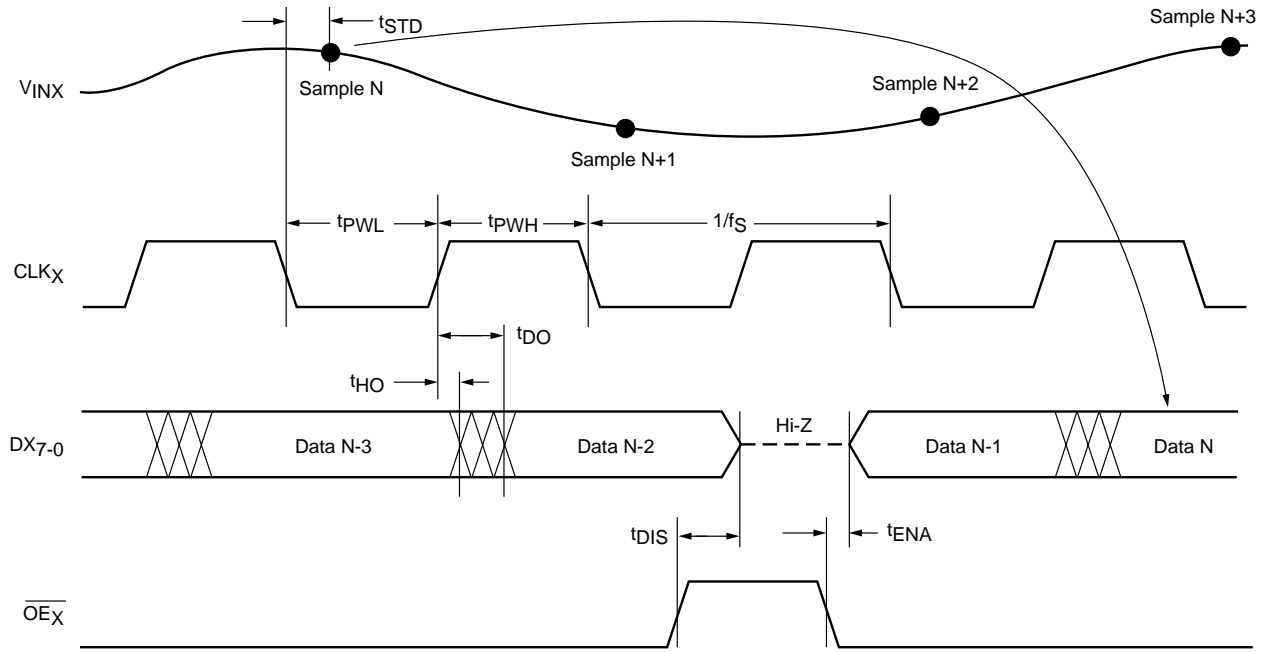 Sample N+3
tSTD
VINX
Sample N
Sample N+2
Sample N+1
tPWL
tPWH
1/fS
CLKX
tDO
tHO
DX7-0
Data N-3
Data N-2
Hi-Z
Data N-1
Data N
tDIS
tENA
OEX